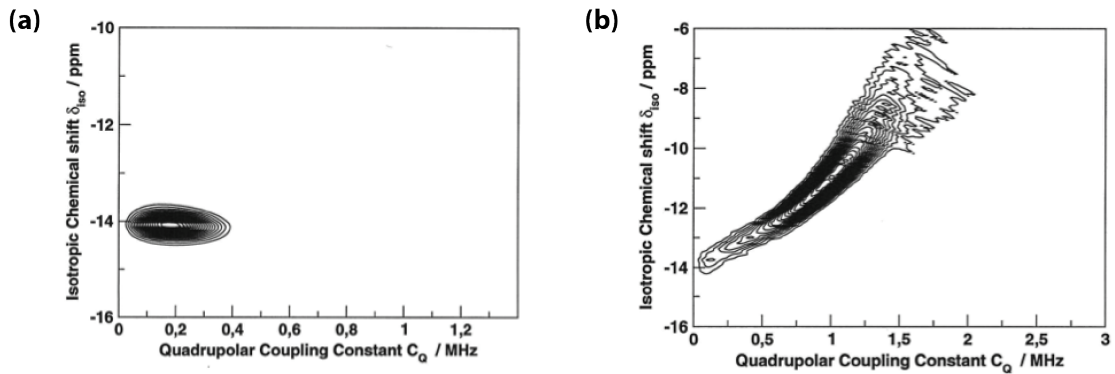 (a)
-10
-12
-14
-16
Isotropic Chemical shift δiso / ppm
0 0,2 0,4 0,6 0,8 1 1,2
Quadrupolar Coupling Constant CQ / MHz
(b)
-6
-8
-10
-12
-14
-16
Isotropic Chemical shift δiso / ppm
0 0,5 1 1,5 2 2,5 3
Quadrupolar Coupling Constant CQ / MHz